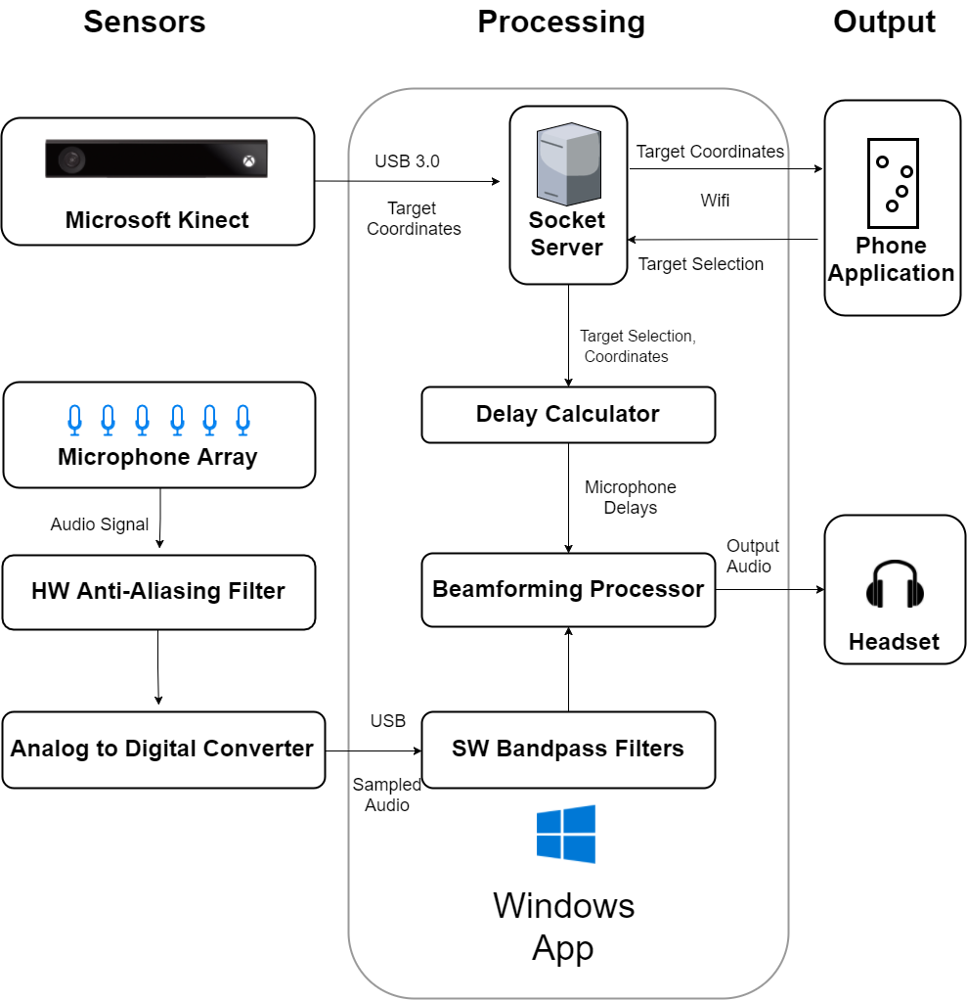 Sensors
Processing
Output
Microsoft Kinect
USB 3.0
Target
Coordinates
Socket
Server
Target Coordinates
Wifi
Target Selection
Phone
Application
Target Selection,
Coordinates
Delay Calculator
Microphone Array
Audio Signal
Microphone
Delays
HW Anti-Aliasing Filter
Beamforming Processor
Output
Audio
Headset
Analog to Digital Converter
USB
Sampled
Audio
SW Bandpass Filters
Windows
App